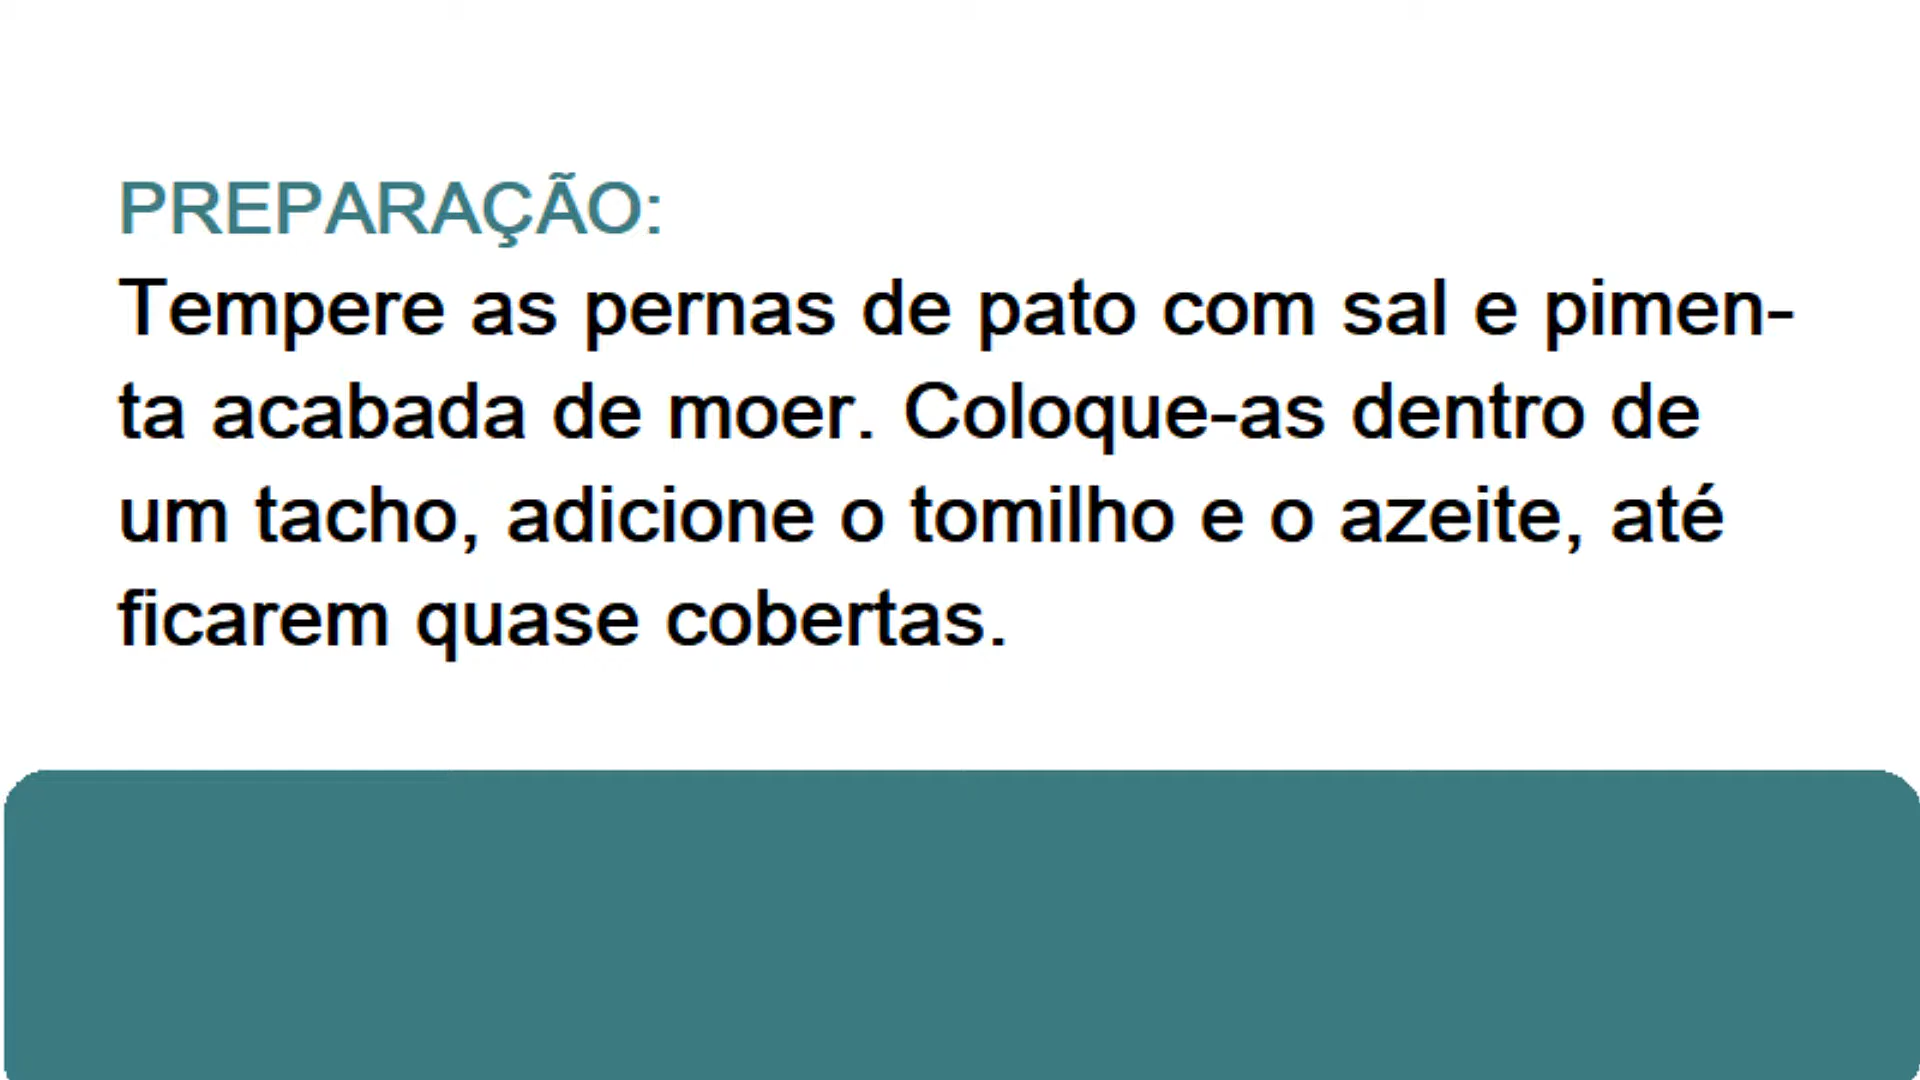 PREPARAÇÃO:
Tempere as pernas de pato com sal e pimen-
ta acabada de moer. Coloque-as dentro de
um tacho, adicione o tomilho e o azeite, até
ficarem quase cobertas.